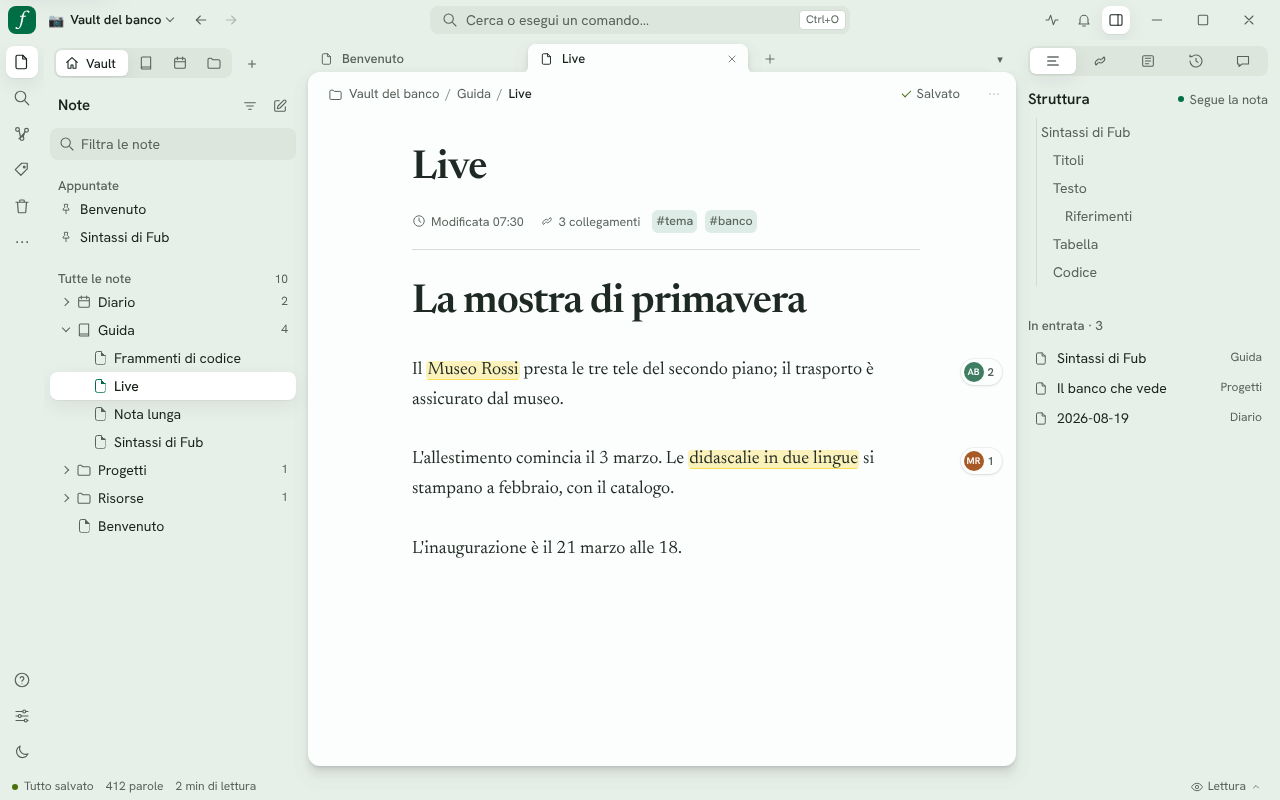 f
Vault del banco
Cerca o esegui un comando...
Ctrl+O
Vault
Note
Filtra le note
Appuntate
Benvenuto
Sintassi di Fub
Tutte le note 10
Diario 2
Guida 4
Frammenti di codice
Live
Nota lunga
Sintassi di Fub
Progetti 1
Risorse 1
Benvenuto
Benvenuto
Live
Vault del banco / Guida / Live
Salvato
Live
Modificata 07:30
3 collegamenti
#tema
#banco
La mostra di primavera
Il Museo Rossi presta le tre tele del secondo piano; il trasporto è
assicurato dal museo.
AB 2
L'allestimento comincia il 3 marzo. Le didascalie in due lingue si
stampano a febbraio, con il catalogo.
MR 1
L'inaugurazione è il 21 marzo alle 18.
Struttura
Segue la nota
Sintassi di Fub
Titoli
Testo
Riferimenti
Tabella
Codice
In entrata · 3
Sintassi di Fub Guida
Il banco che vede Progetti
2026-08-19 Diario
Tutto salvato
412 parole
2 min di lettura
Lettura